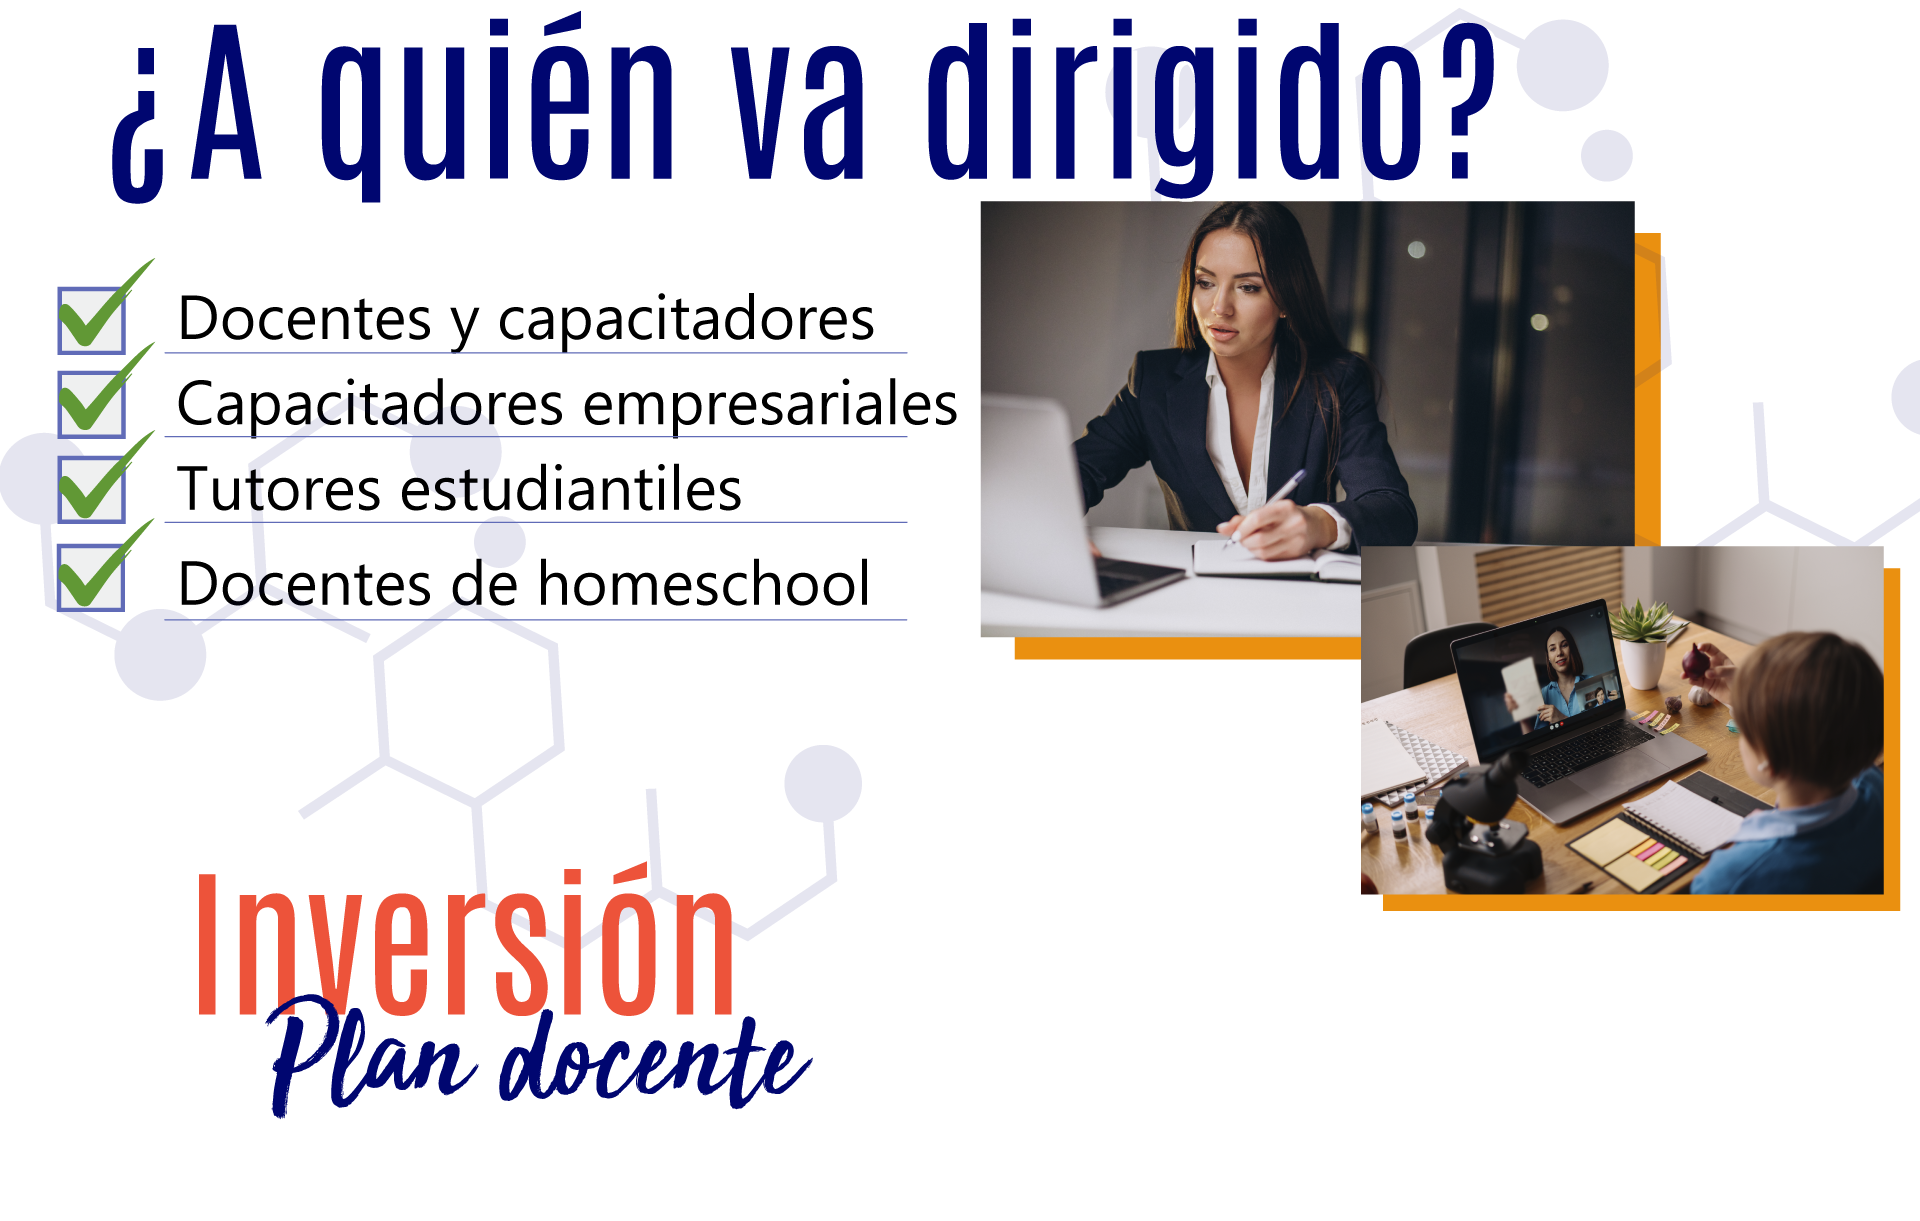 ¿A quién va dirigido?
Docentes y capacitadores
Capacitadores empresariales
Tutores estudiantiles
Docentes de homeschool
Inversión
Plan docente